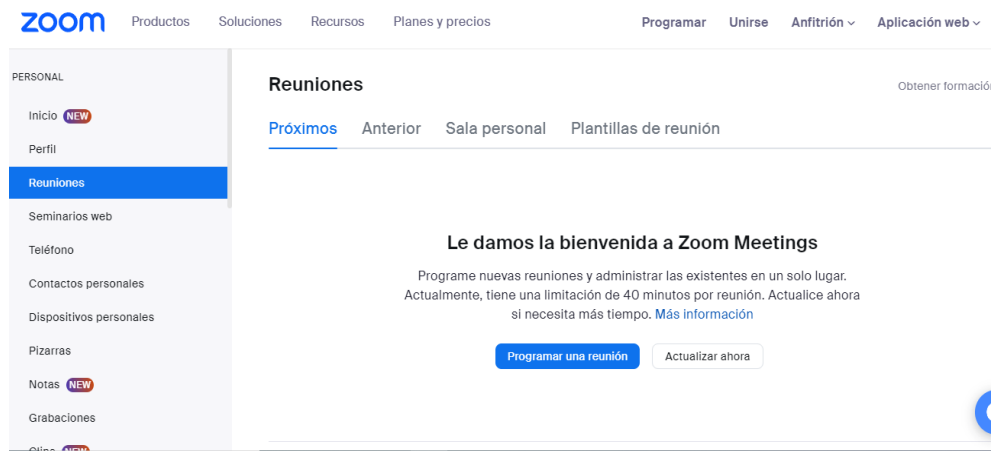 zoom Productos Soluciones Recursos Planes y precios Programar Unirse Anfitrión Aplicación web
PERSONAL
Inicio NEW
Perfil
Reuniones
Seminarios web
Teléfono
Contactos personales
Dispositivos personales
Pizarras
Notas NEW
Grabaciones
Reuniones
Obtener formación
Próximos Anterior Sala personal Plantillas de reunión
Le damos la bienvenida a Zoom Meetings
Programe nuevas reuniones y administrar las existentes en un solo lugar.
Actualmente, tiene una limitación de 40 minutos por reunión. Actualice ahora
si necesita más tiempo. Más información
Programar una reunión Actualizar ahora